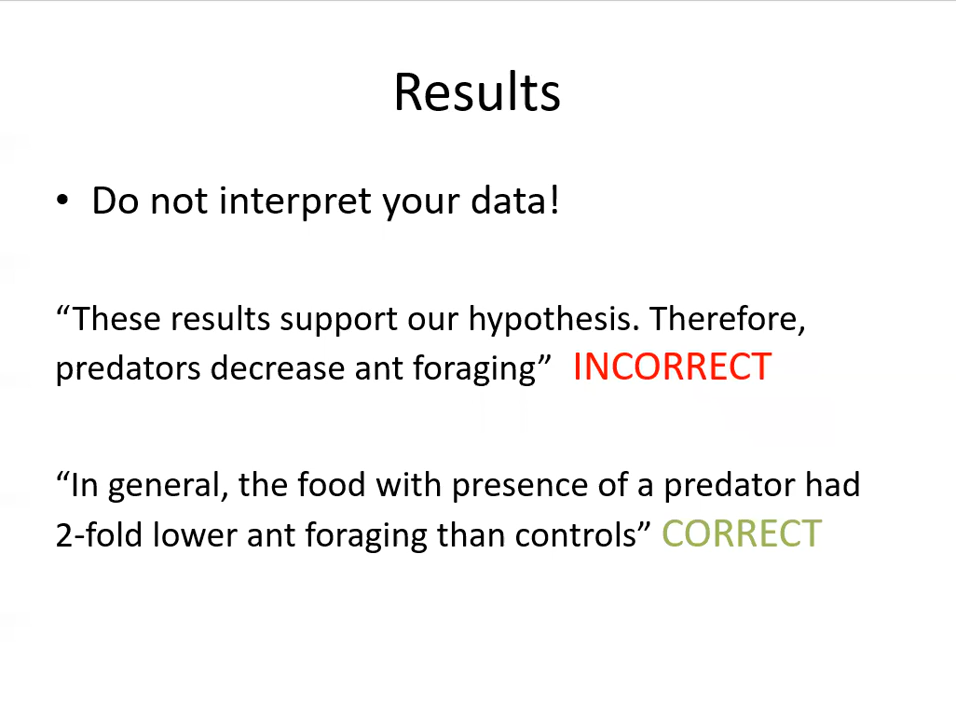 Results
• Do not interpret your data!
“These results support our hypothesis. Therefore,
predators decrease ant foraging” INCORRECT
“In general, the food with presence of a predator had
2-fold lower ant foraging than controls” CORRECT